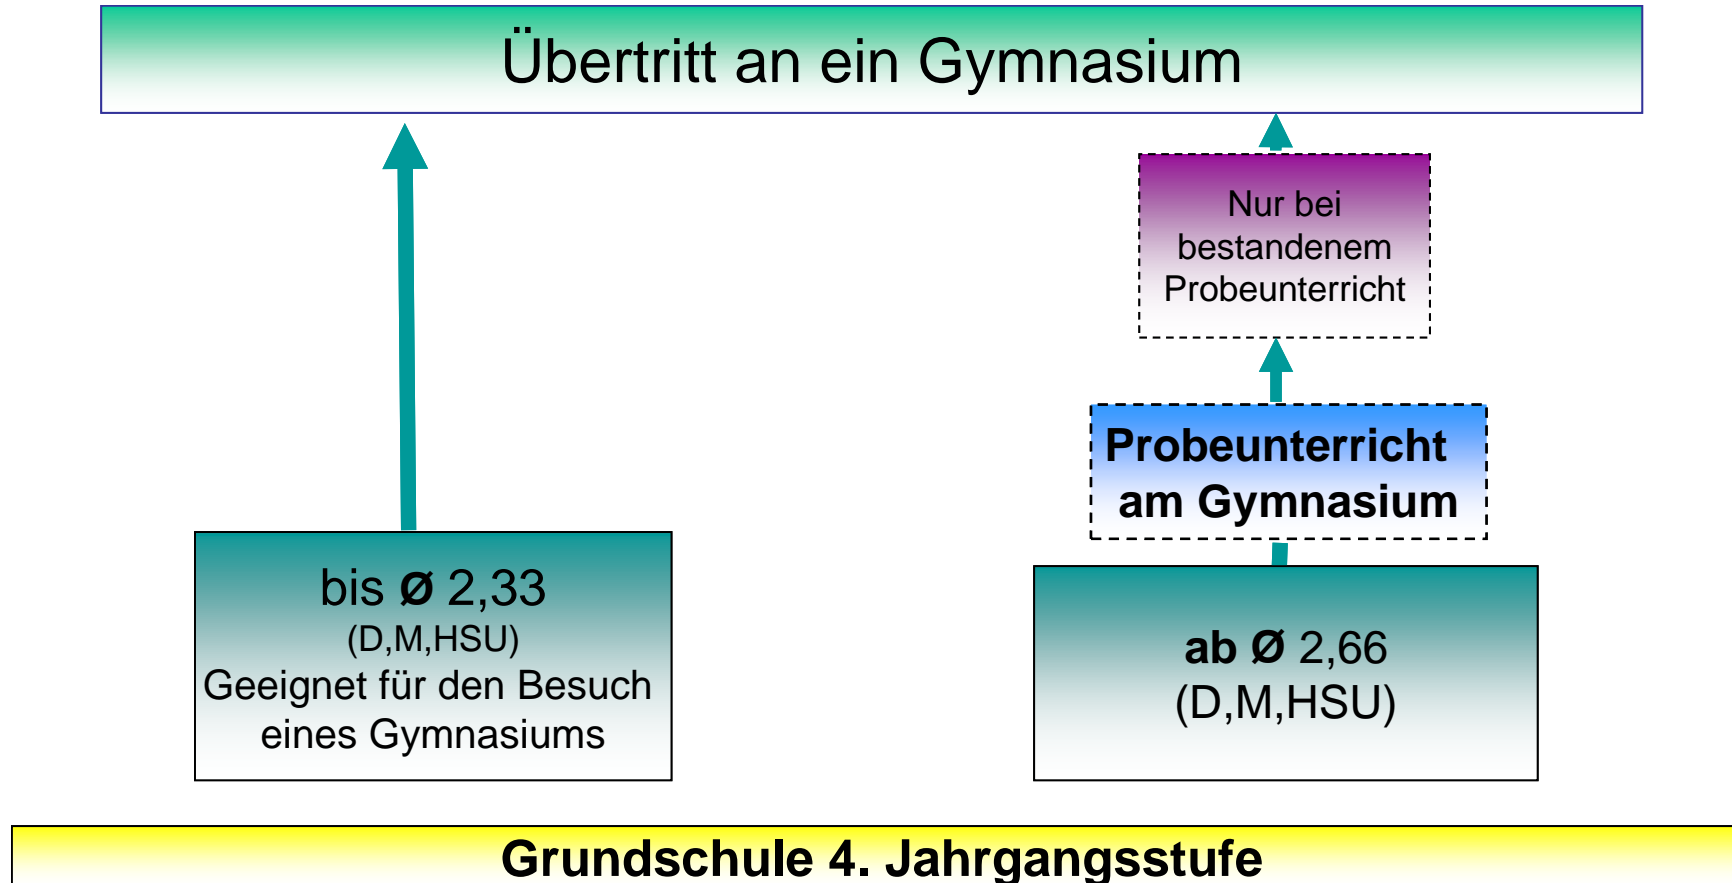 Übertritt an ein Gymnasium
Nur bei
bestandenem
Probeunterricht
Probeunterricht
am Gymnasium
bis Ø 2,33
(D,M,HSU)
Geeignet für den Besuch
eines Gymnasiums
ab Ø 2,66
(D,M,HSU)
Grundschule 4. Jahrgangsstufe